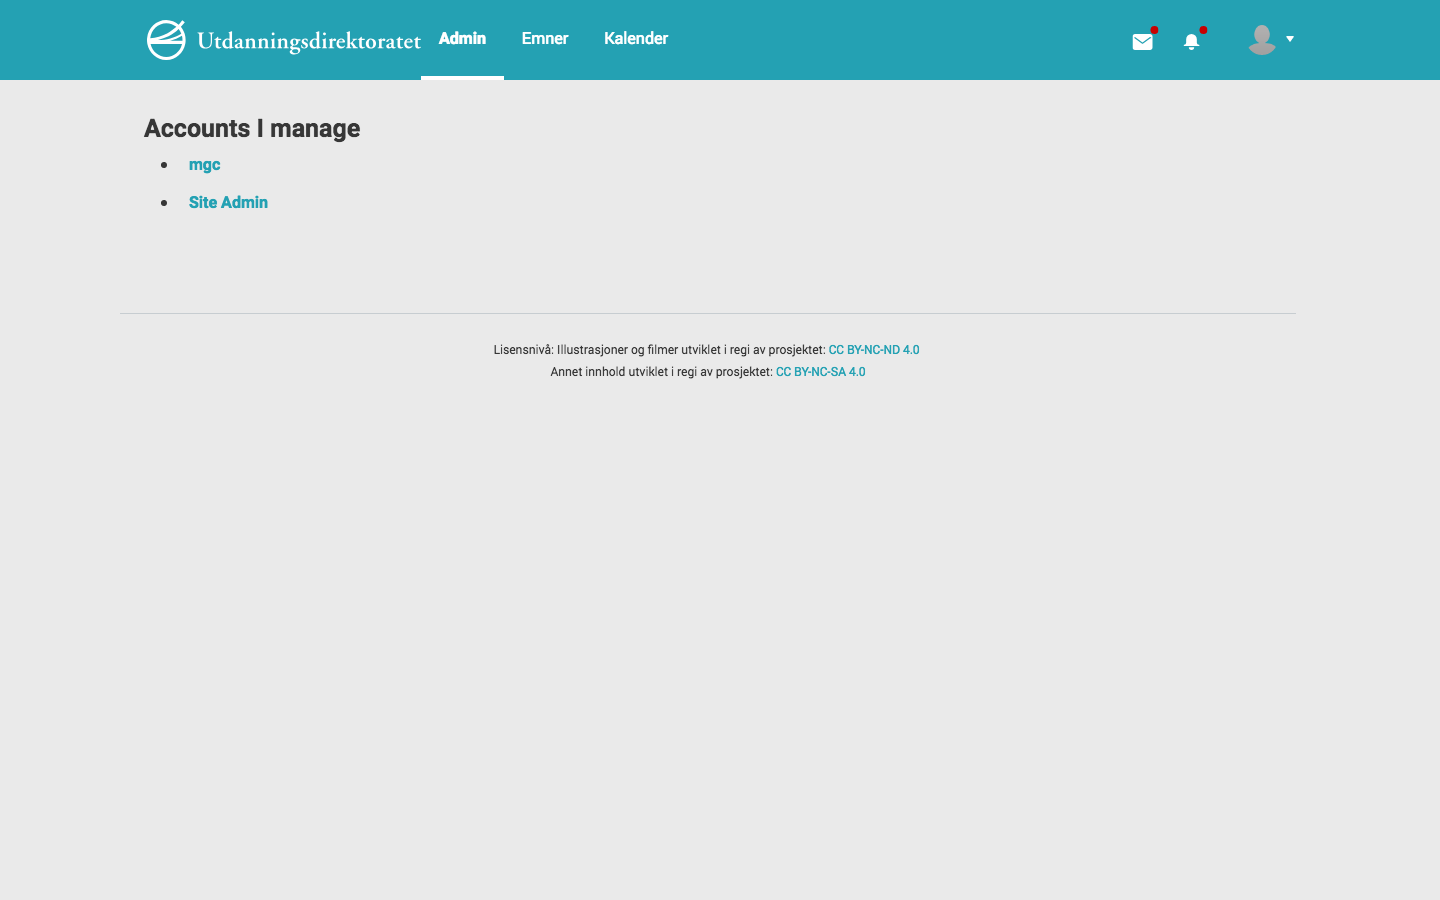 Utdanningsdirektoratet Admin Emner Kalender
Accounts I manage
mgc
Site Admin
Lisensnivå: Illustrasjoner og filmer utviklet i regi av prosjektet: CC BY-NC-ND 4.0
Annet innhold utviklet i regi av prosjektet: CC BY-NC-SA 4.0